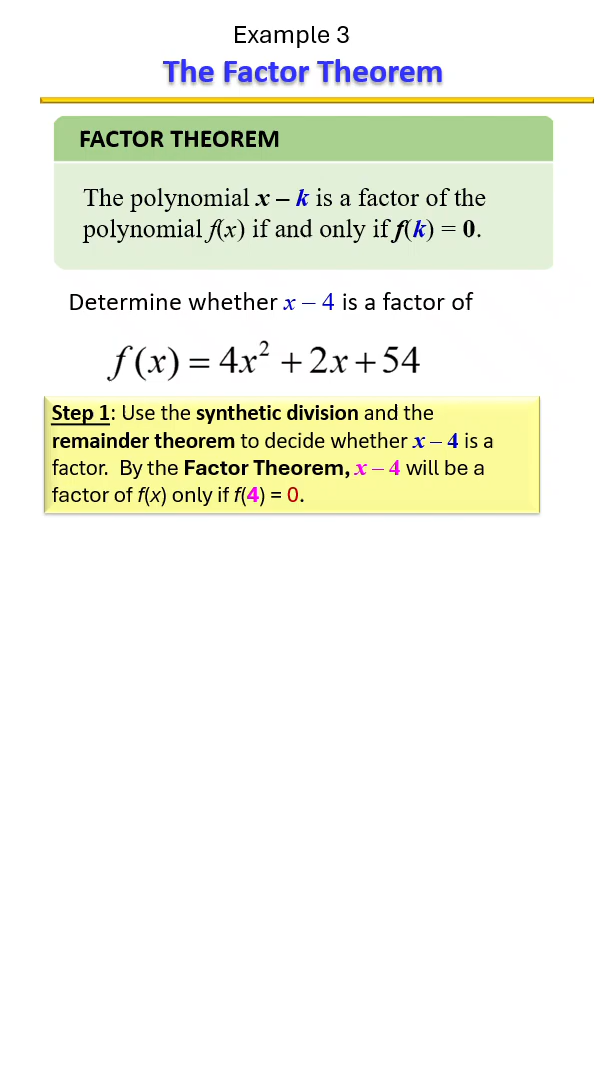 Example 3
The Factor Theorem
FACTOR THEOREM
The polynomial x – k is a factor of the
polynomial f(x) if and only if f(k) = 0.
Determine whether x – 4 is a factor of
f(x) = 4x² + 2x + 54
Step 1: Use the synthetic division and the
remainder theorem to decide whether x – 4 is a
factor. By the Factor Theorem, x – 4 will be a
factor of f(x) only if f(4) = 0.